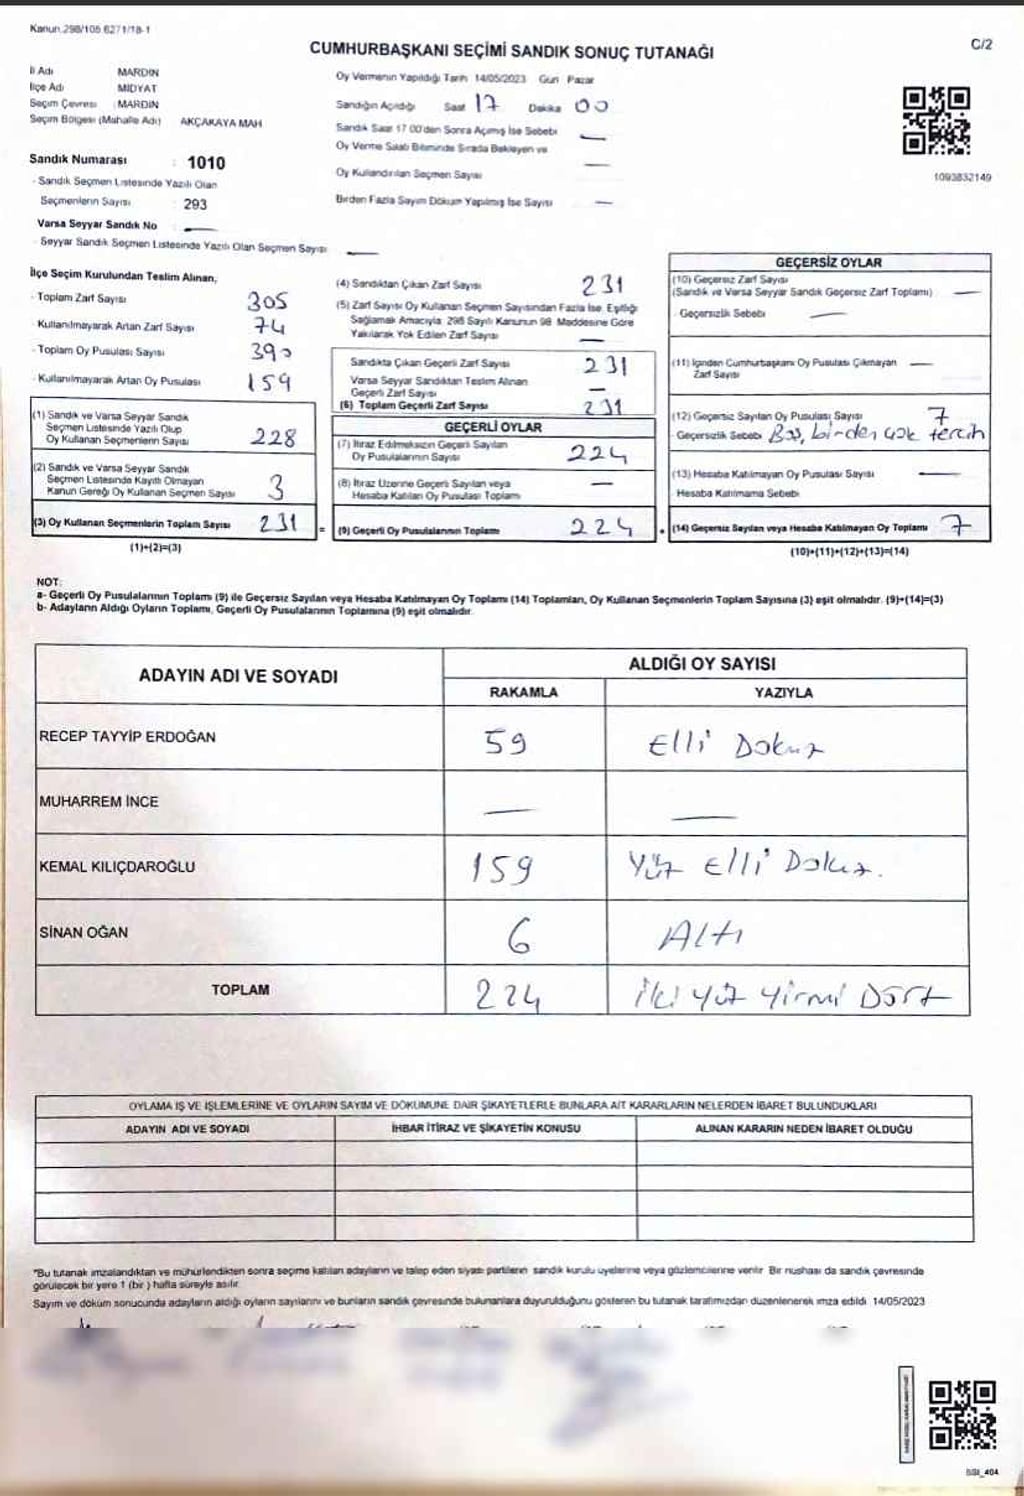 Kanun.298/105 6271/18-1
C/2
CUMHURBAŞKANI SEÇİMİ SANDIK SONUÇ TUTANAĞI
İl Adı MARDİN
İlçe Adı MİDYAT
Seçim Çevresi : MARDİN
Seçim Bölgesi (Mahalle Adı) AKÇAKAYA MAH
Oy Vermenin Yapıldığı Tarih 14/05/2023 Gün Pazar
Sandığın Açıldığı Saat 17 Dakika 00
Sandık Saat 17 00'den Sonra Açılmış İse Sebebi —
Oy Verme Saati Bitiminde Sırada Bekleyen ve
Oy Kullandırılan Seçmen Sayısı —
Birden Fazla Sayım Döküm Yapılmış İse Sayısı —
1093832149
Sandık Numarası : 1010
- Sandık Seçmen Listesinde Yazılı Olan
Seçmenlerin Sayısı : 293
Varsa Seyyar Sandık No : —
- Seyyar Sandık Seçmen Listesinde Yazılı Olan Seçmen Sayısı —
İlçe Seçim Kurulundan Teslim Alınan,
- Toplam Zarf Sayısı 305
- Kullanılmayarak Artan Zarf Sayısı 74
- Toplam Oy Pusulası Sayısı 390
- Kullanılmayarak Artan Oy Pusulası 159
(1) Sandık ve Varsa Seyyar Sandık
Seçmen Listesinde Yazılı Olup
Oy Kullanan Seçmenlerin Sayısı 228
(2) Sandık ve Varsa Seyyar Sandık
Seçmen Listesinde Kayıtlı Olmayan
Kanun Gereği Oy Kullanan Seçmen Sayısı 3
(3) Oy Kullanan Seçmenlerin Toplam Sayısı 231 =
(1)+(2)=(3)
(4) Sandıktan Çıkan Zarf Sayısı 231
(5) Zarf Sayısı Oy Kullanan Seçmen Sayısından Fazla İse, Eşitliği
Sağlamak Amacıyla 298 Sayılı Kanunun 98 Maddesine Göre
Yakılarak Yok Edilen Zarf Sayısı —
Sandıkta Çıkan Geçerli Zarf Sayısı 231
Varsa Seyyar Sandıktan Teslim Alınan
Geçerli Zarf Sayısı —
(6) Toplam Geçerli Zarf Sayısı 231
GEÇERLİ OYLAR
(7) İtiraz Edilmeksizin Geçerli Sayılan
Oy Pusulalarının Sayısı 224
(8) İtiraz Üzerine Geçerli Sayılan veya
Hesaba Katılan Oy Pusulası Toplamı —
(9) Geçerli Oy Pusulalarının Toplamı 224 +
GEÇERSİZ OYLAR
(10) Geçersiz Zarf Sayısı
(Sandık ve Varsa Seyyar Sandık Geçersiz Zarf Toplamı) —
- Geçersizlik Sebebi —
(11) İçinden Cumhurbaşkanı Oy Pusulası Çıkmayan —
Zarf Sayısı
(12) Geçersiz Sayılan Oy Pusulası Sayısı 7
- Geçersizlik Sebebi Boş, birden çok tercih
(13) Hesaba Katılmayan Oy Pusulası Sayısı —
- Hesaba Katılmama Sebebi
(14) Geçersiz Sayılan veya Hesaba Katılmayan Oy Toplamı 7
(10)+(11)+(12)+(13)=(14)
NOT:
a- Geçerli Oy Pusulalarının Toplamı (9) ile Geçersiz Sayılan veya Hesaba Katılmayan Oy Toplamı (14) Toplamları, Oy Kullanan Seçmenlerin Toplam Sayısına (3) eşit olmalıdır. (9)+(14)=(3)
b- Adayların Aldığı Oyların Toplamı, Geçerli Oy Pusulalarının Toplamına (9) eşit olmalıdır.
ADAYIN ADI VE SOYADI
ALDIĞI OY SAYISI
RAKAMLA YAZIYLA
RECEP TAYYİP ERDOĞAN 59 Elli Dokuz
MUHARREM İNCE — —
KEMAL KILIÇDAROĞLU 159 Yüz Elli Dokuz.
SİNAN OĞAN 6 Altı
TOPLAM 224 İki yüz yirmi Dört
OYLAMA İŞ VE İŞLEMLERİNE VE OYLARIN SAYIM VE DÖKÜMÜNE DAİR ŞİKAYETLERLE BUNLARA AİT KARARLARIN NELERDEN İBARET BULUNDUKLARI
ADAYIN ADI VE SOYADI İHBAR İTİRAZ VE ŞİKAYETİN KONUSU ALINAN KARARIN NEDEN İBARET OLDUĞU
*Bu tutanak imzalandıktan ve mühürlendikten sonra seçime katılan adayların ve talep eden siyasi partilerin sandık kurulu üyelerine veya gözlemcilerine verilir. Bir nüshası da sandık çevresinde
görülecek bir yere 1 (bir ) hafta süreyle asılır.
Sayım ve döküm sonucunda adayların aldığı oyların sayılarını ve bunların sandık çevresinde bulunanlara duyurulduğunu gösteren bu tutanak tarafımızdan düzenlenerek imza edildi 14/05/2023